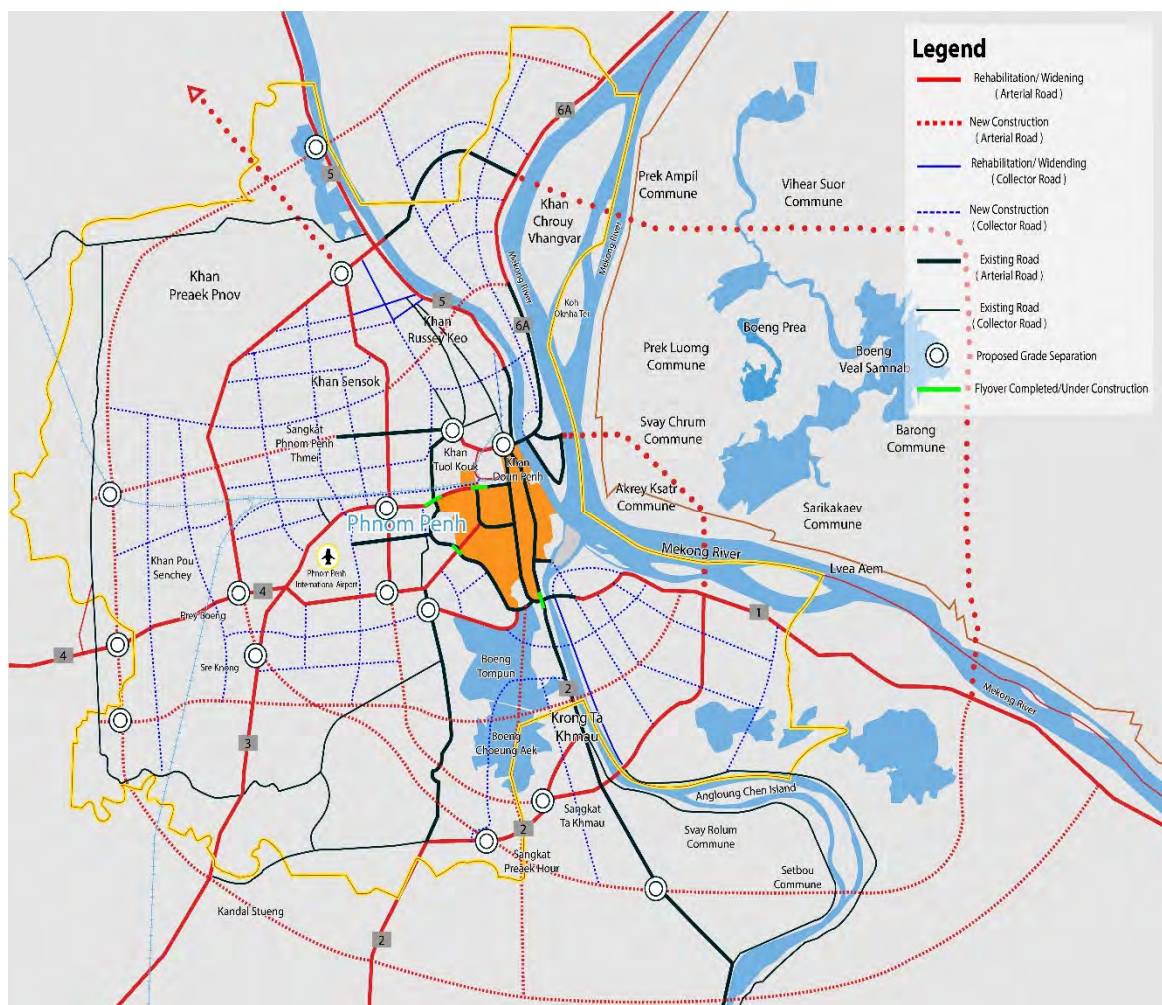 Legend
Rehabilitation/ Widening
( Arterial Road )
New Construction
( Arterial Road )
Rehabilitation/ Widending
( Collector Road )
New Construction
( Collector Road )
Existing Road
( Arterial Road )
Existing Road
( Collector Road )
Proposed Grade Separation
Flyover Completed/Under Construction
6A
5
Prek Ampil
Commune
Vihear Suor
Commune
Khan
Chrouy
Vhangvar
Khan
Preaek Pnov
Mekong River
Mekong River
Koh
Oknha Tei
5
6A
Khan
Russey Keo
Boeng Prea
Prek Luomg
Commune
Boeng
Veal Samnab
Khan Sensok
Sangkat
Phnom Penh
Thmei
Svay Chrum
Commune
Barong
Commune
Khan
Tuol Kouk
Khan
Doun Penh
Akrey Ksatr
Commune
Sarikakaev
Commune
Phnom Penh
Mekong River
Khan Pou
Senchey
Phnom Penh
International Airport
Lvea Aem
4
Prey Boeng
1
4
Sre Knong
Boeng
Tompun
2
Mekong River
Krong Ta
Khmau
3
Boeng
Choeung Aek
Angloung Chen Island
Sangkat
Ta Khmau
2
Svay Rolum
Commune
Sangkat
Preaek Hour
Setbou
Commune
Kandal Stueng
2